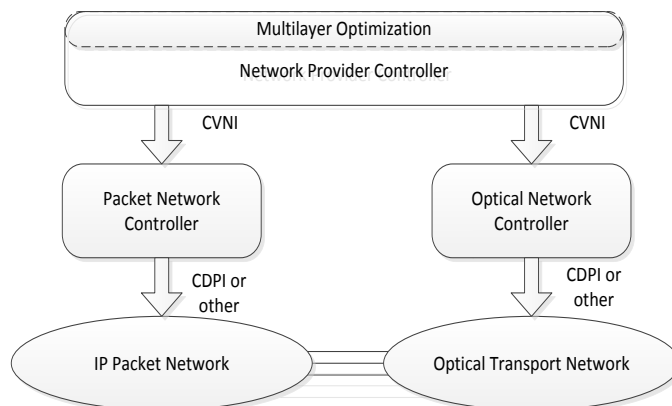 Multilayer Optimization
Network Provider Controller
CVNI
CVNI
Packet Network
Controller
Optical Network
Controller
CDPI or
other
CDPI or
other
IP Packet Network
Optical Transport Network